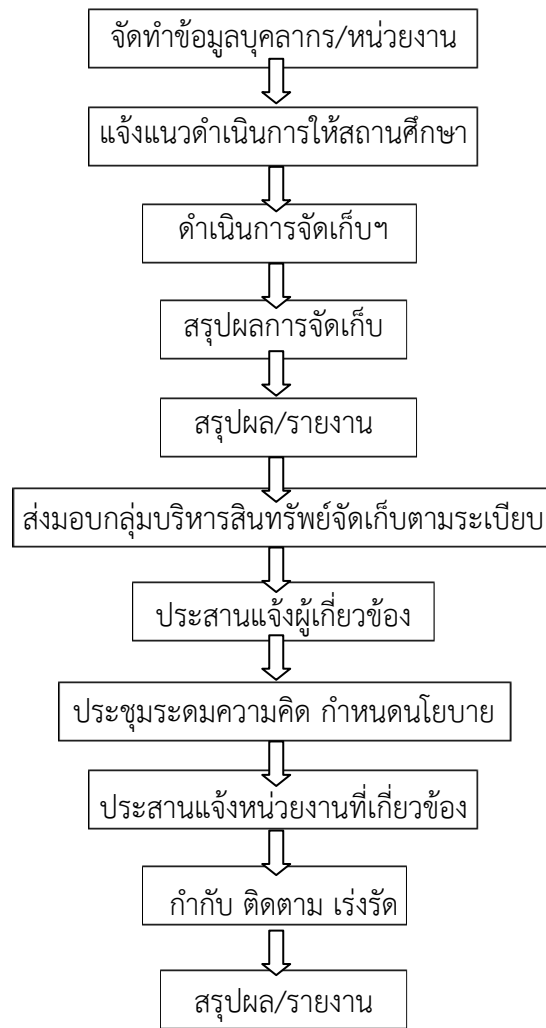 จัดทำข้อมูลบุคลากร/หน่วยงาน
แจ้งแนวดำเนินการให้สถานศึกษา
ดำเนินการจัดเก็บฯ
สรุปผลการจัดเก็บ
สรุปผล/รายงาน
ส่งมอบกลุ่มบริหารสินทรัพย์จัดเก็บตามระเบียบ
ประสานแจ้งผู้เกี่ยวข้อง
ประชุมระดมความคิด กำหนดนโยบาย
ประสานแจ้งหน่วยงานที่เกี่ยวข้อง
กำกับ ติดตาม เร่งรัด
สรุปผล/รายงาน